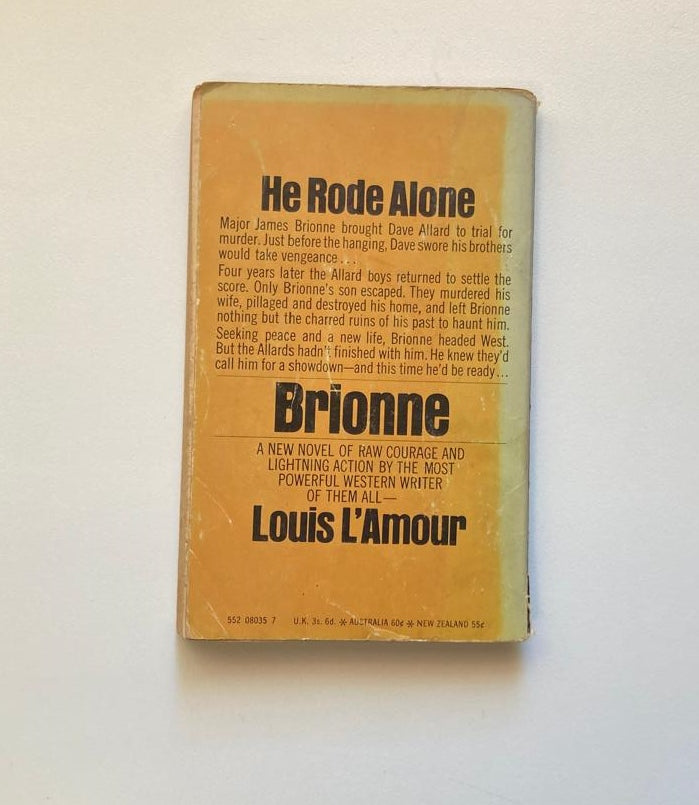 He Rode Alone
Major James Brionne brought Dave Allard to trial for
murder. Just before the hanging, Dave swore his brothers
would take vengeance . . .
Four years later the Allard boys returned to settle the
score. Only Brionne's son escaped. They murdered his
wife, pillaged and destroyed his home, and left Brionne
nothing but the charred ruins of his past to haunt him.
Seeking peace and a new life, Brionne headed West.
But the Allards hadn't finished with him. He knew they'd
call him for a showdown—and this time he'd be ready . . .
Brionne
A NEW NOVEL OF RAW COURAGE AND
LIGHTNING ACTION BY THE MOST
POWERFUL WESTERN WRITER
OF THEM ALL—
Louis L'Amour
552 08035 7 U.K. 3s. 6d. * AUSTRALIA 60¢ * NEW ZEALAND 55¢